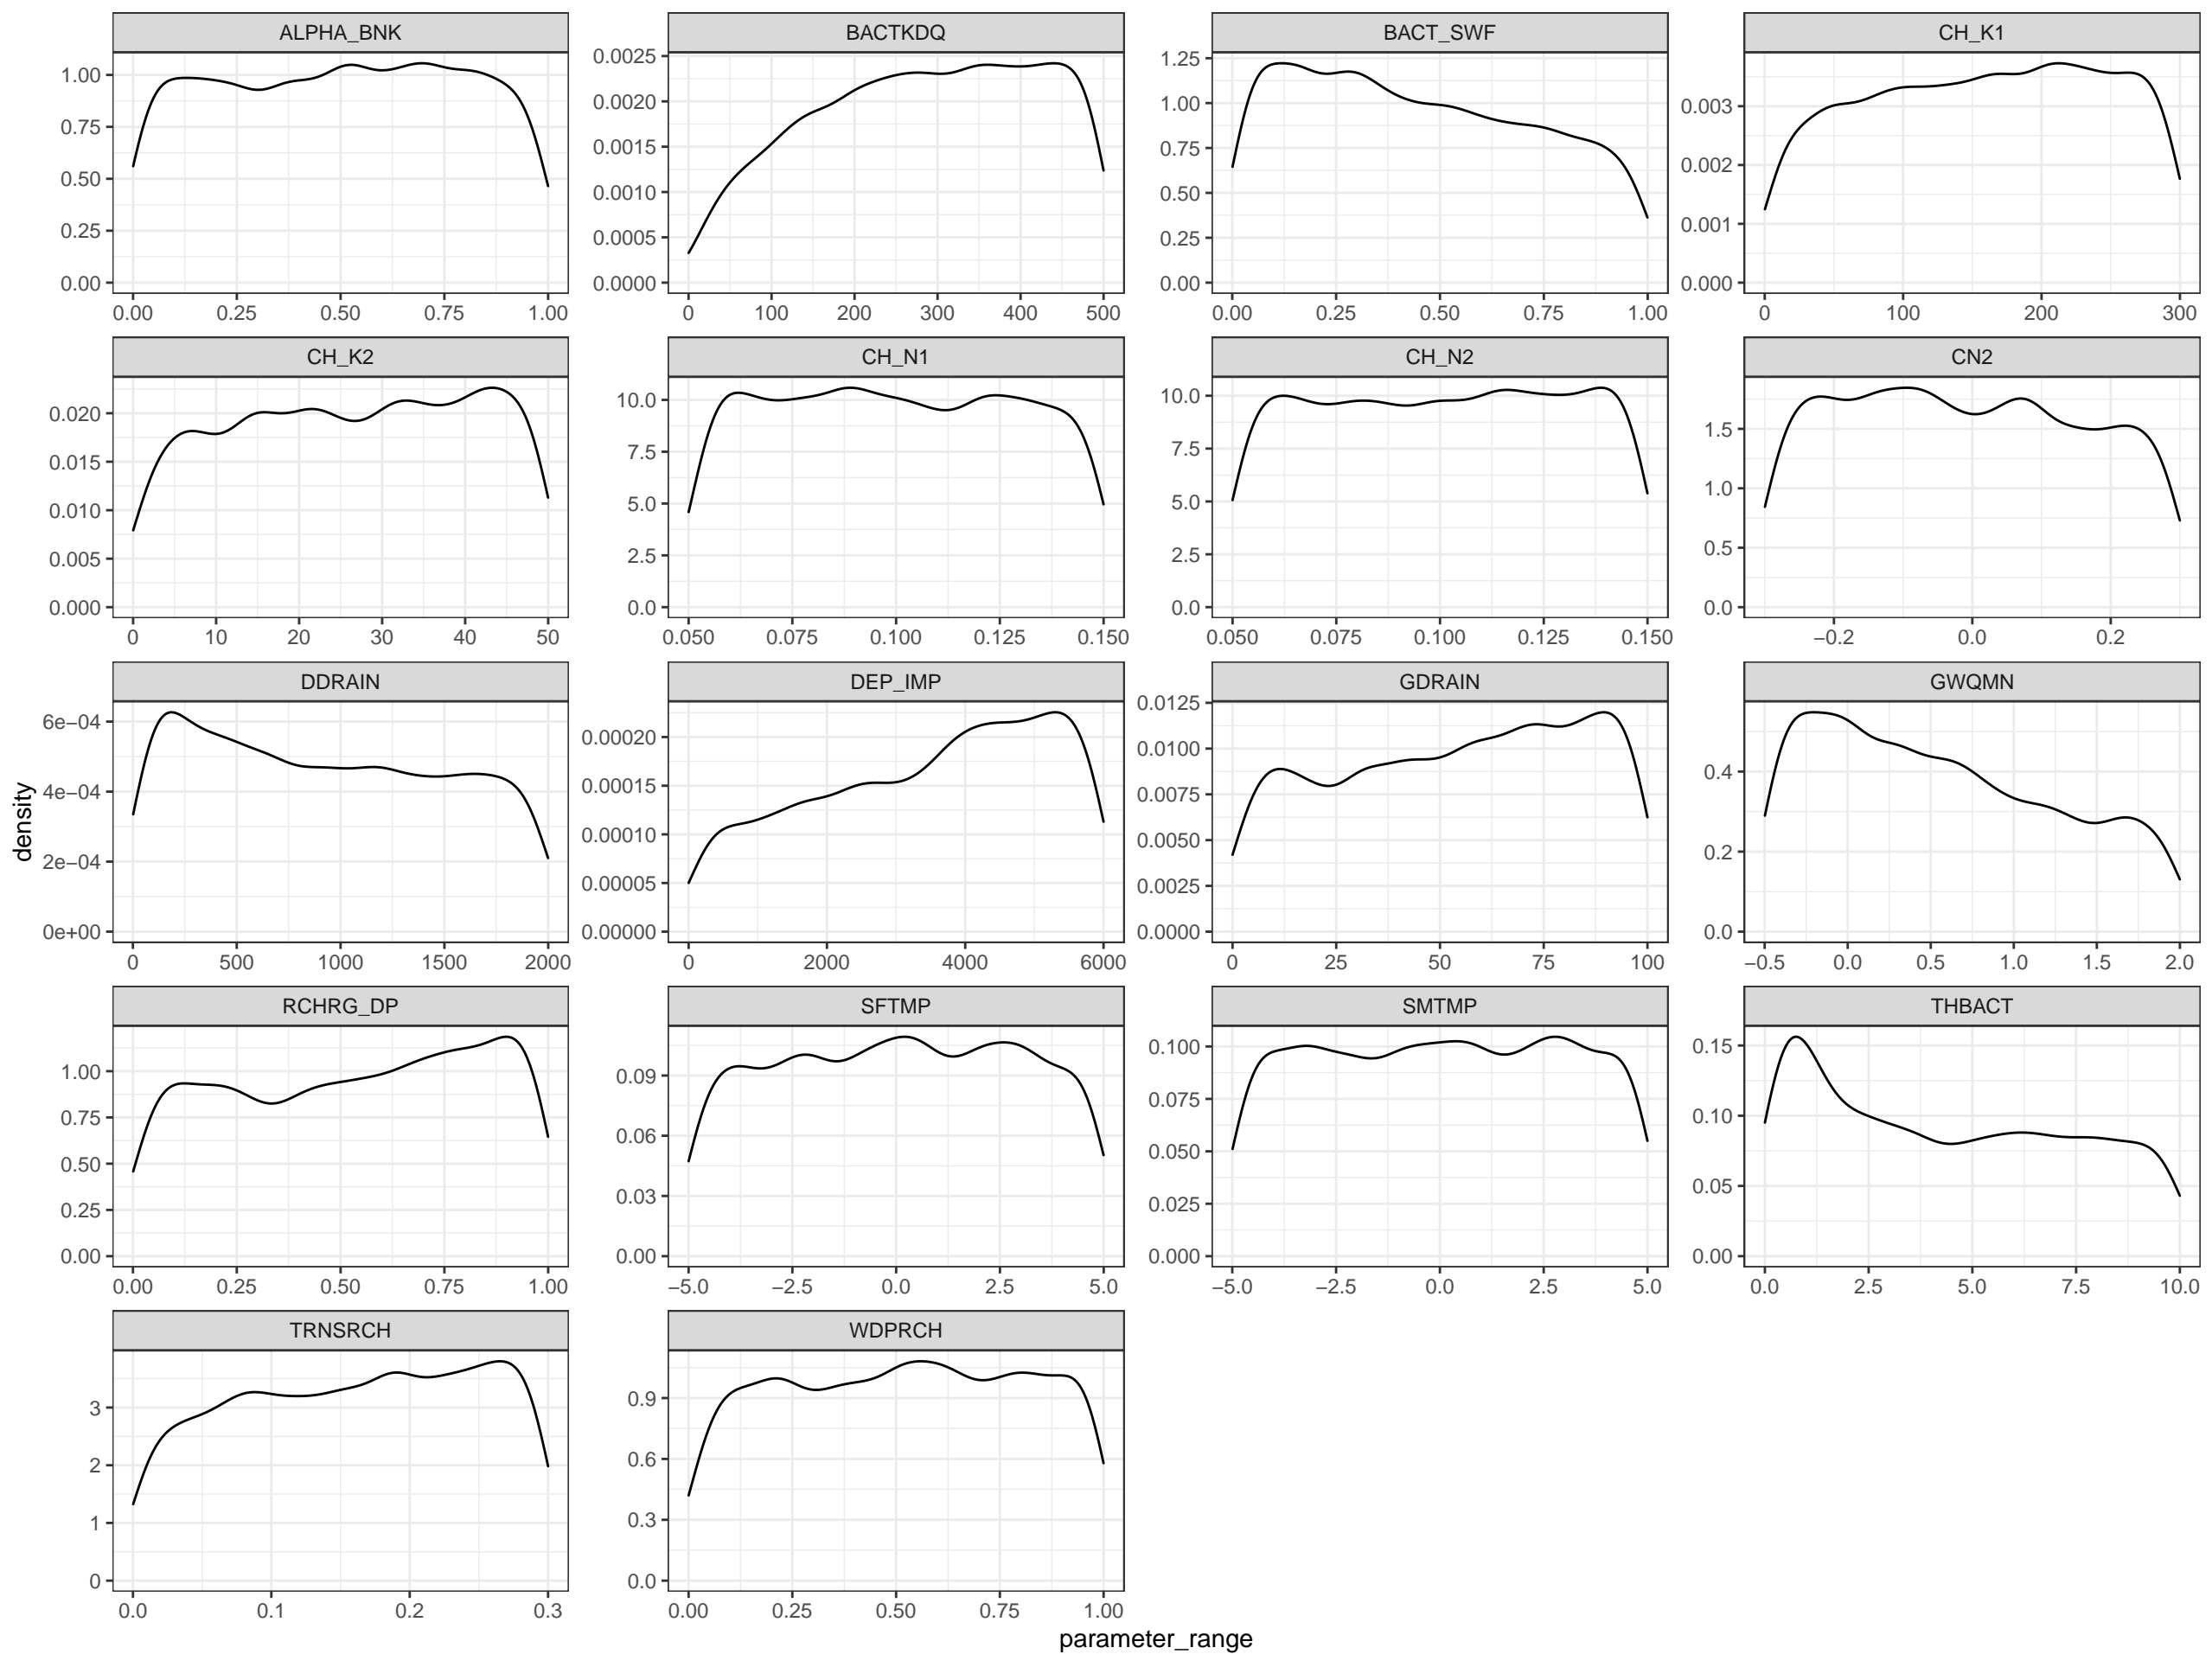 ALPHA_BNK BACTKDQ BACT_SWF CH_K1
1.00 0.0025 1.25 0.003
0.75 0.0020 1.00 0.002
0.50 0.0015 0.75 0.001
0.25 0.0010 0.50 0.000
0.00 0.0005 0.25
0.0000 0.00
0.00 0.25 0.50 0.75 1.00 0 100 200 300 400 500 0.00 0.25 0.50 0.75 1.00 0 100 200 300
CH_K2 CH_N1 CH_N2 CN2
0.020 10.0 10.0 1.5
0.015 7.5 7.5 1.0
0.010 5.0 5.0 0.5
0.005 2.5 2.5 0.0
0.000 0.0 0.0
0 10 20 30 40 50 0.050 0.075 0.100 0.125 0.150 0.050 0.075 0.100 0.125 0.150 −0.2 0.0 0.2
DDRAIN DEP_IMP GDRAIN GWQMN
6e−04 0.00020 0.0125 0.4
4e−04 0.00015 0.0100 0.2
2e−04 0.00010 0.0075 0.0
0e+00 0.00005 0.0050
0.00000 0.0025
0.0000
density
0 500 1000 1500 2000 0 2000 4000 6000 0 25 50 75 100 −0.5 0.0 0.5 1.0 1.5 2.0
RCHRG_DP SFTMP SMTMP THBACT
1.00 0.09 0.100 0.15
0.75 0.06 0.075 0.10
0.50 0.03 0.050 0.05
0.25 0.00 0.025 0.00
0.00 0.000
0.00 0.25 0.50 0.75 1.00 −5.0 −2.5 0.0 2.5 5.0 −5.0 −2.5 0.0 2.5 5.0 0.0 2.5 5.0 7.5 10.0
TRNSRCH WDPRCH
3 0.9
2 0.6
1 0.3
0 0.0
0.0 0.1 0.2 0.3 0.00 0.25 0.50 0.75 1.00
parameter_range